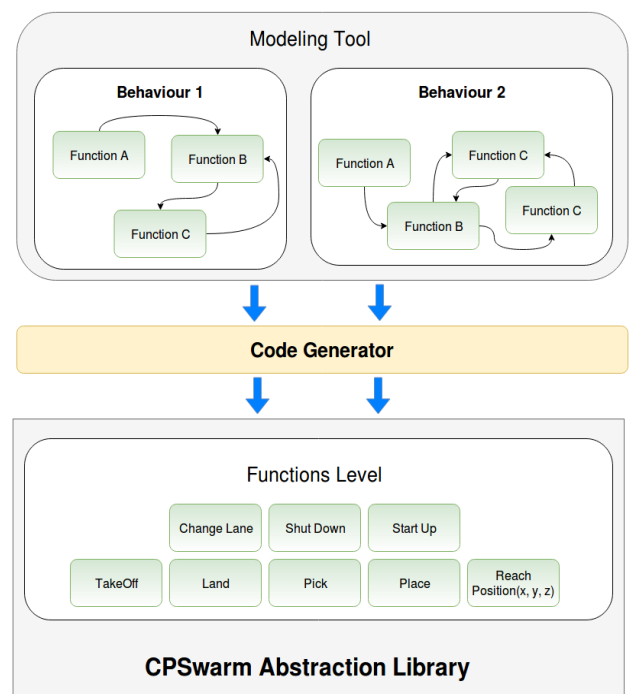 Modeling Tool
Behaviour 1
Function A
Function B
Function C
Behaviour 2
Function A
Function C
Function B
Function C
Code Generator
Functions Level
Change Lane
Shut Down
Start Up
TakeOff
Land
Pick
Place
Reach
Position(x, y, z)
CPSwarm Abstraction Library